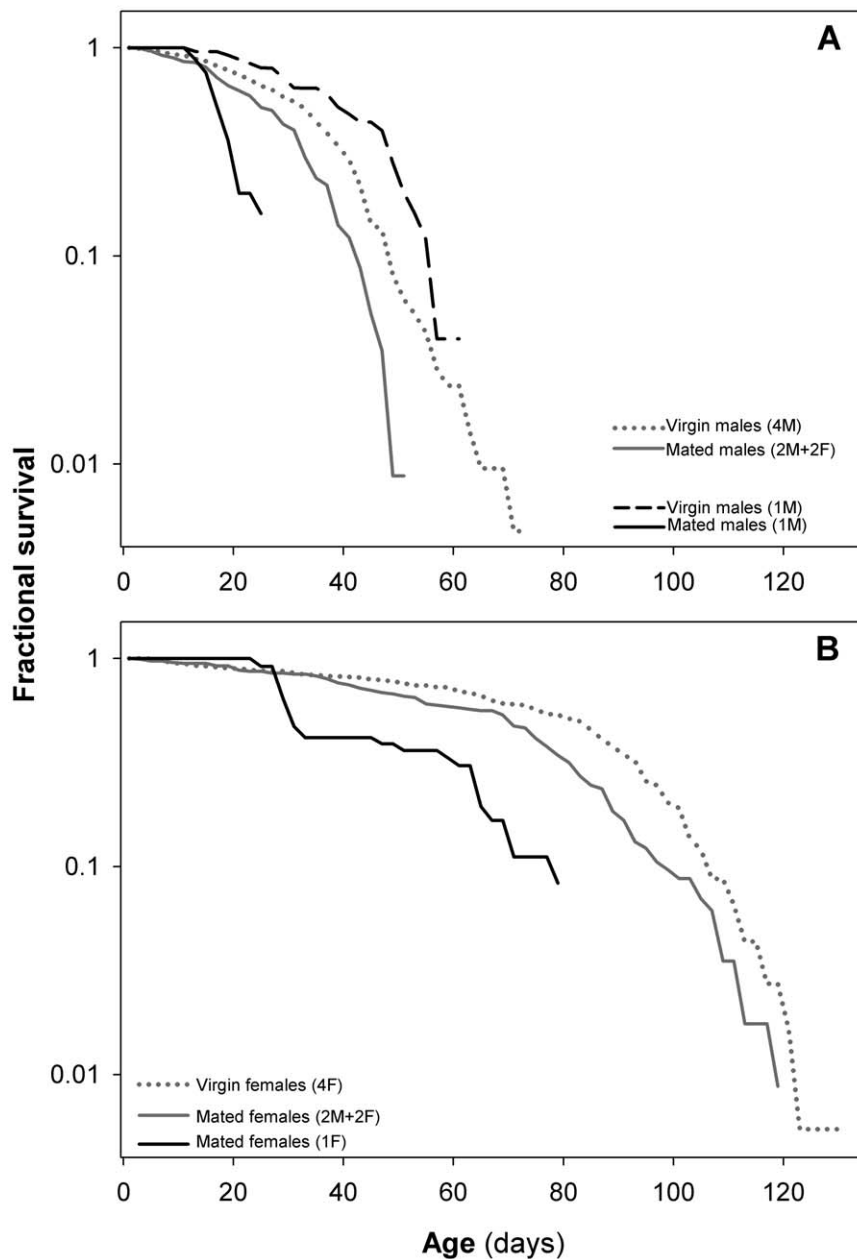 A
1
0.1
0.01
Virgin males (4M)
Mated males (2M+2F)
Virgin males (1M)
Mated males (1M)
0 20 40 60 80 100 120
Fractional survival
B
1
0.1
0.01
Virgin females (4F)
Mated females (2M+2F)
Mated females (1F)
0 20 40 60 80 100 120
Age (days)